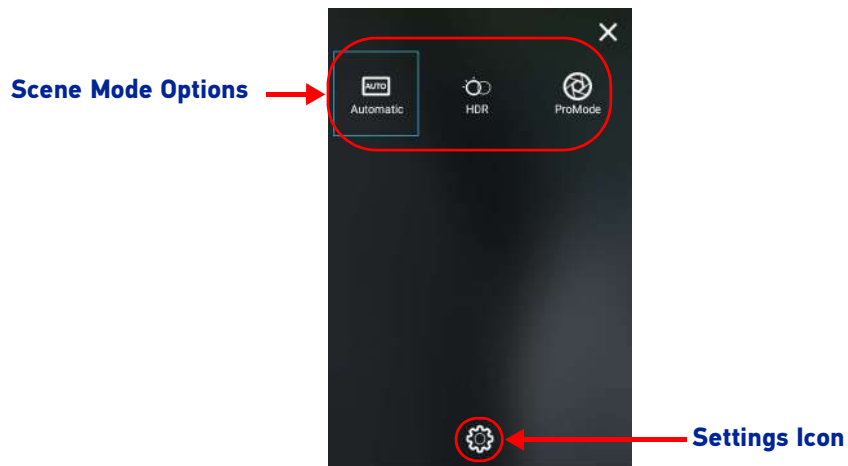 Scene Mode Options
AUTO
Automatic
HDR
ProMode
Settings Icon